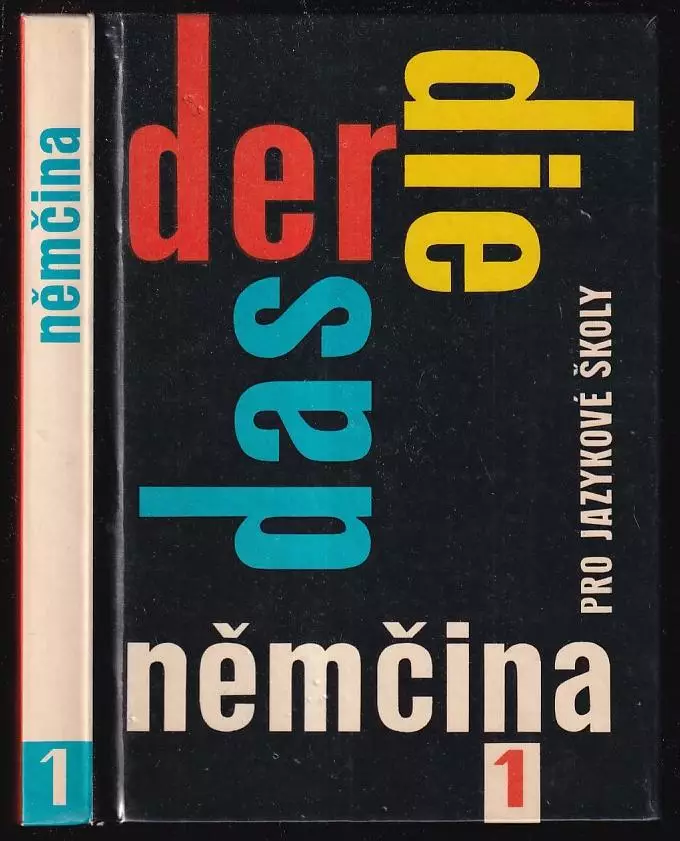 němčina
1
der
die
das
PRO JAZYKOVÉ ŠKOLY
němčina
1